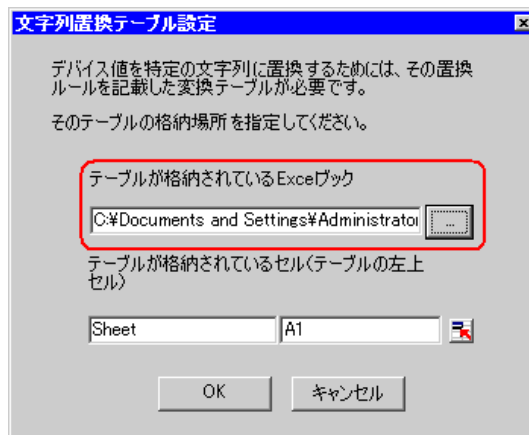 文字列置換テーブル設定
デバイス値を特定の文字列に置換するためには、その置換
ルールを記載した変換テーブルが必要です。
そのテーブルの格納場所を指定してください。
テーブルが格納されているExcelブック
C:¥Documents and Settings¥Administrator
...
テーブルが格納されているセル(テーブルの左上
セル)
Sheet A1
OK キャンセル